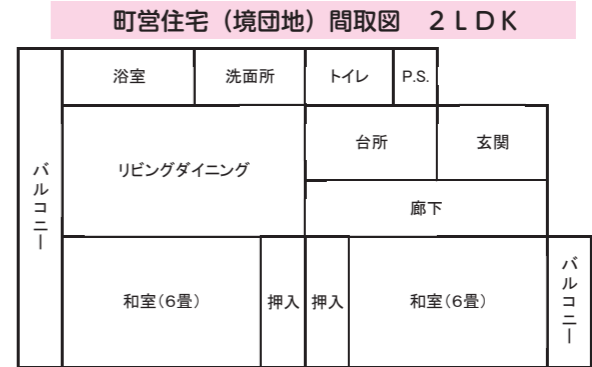 町営住宅（境団地）間取図　２ＬＤＫ
浴室
洗面所
トイレ
P.S.
バルコニー
リビングダイニング
台所
玄関
廊下
和室（6畳）
押入
押入
和室（6畳）
バルコニー